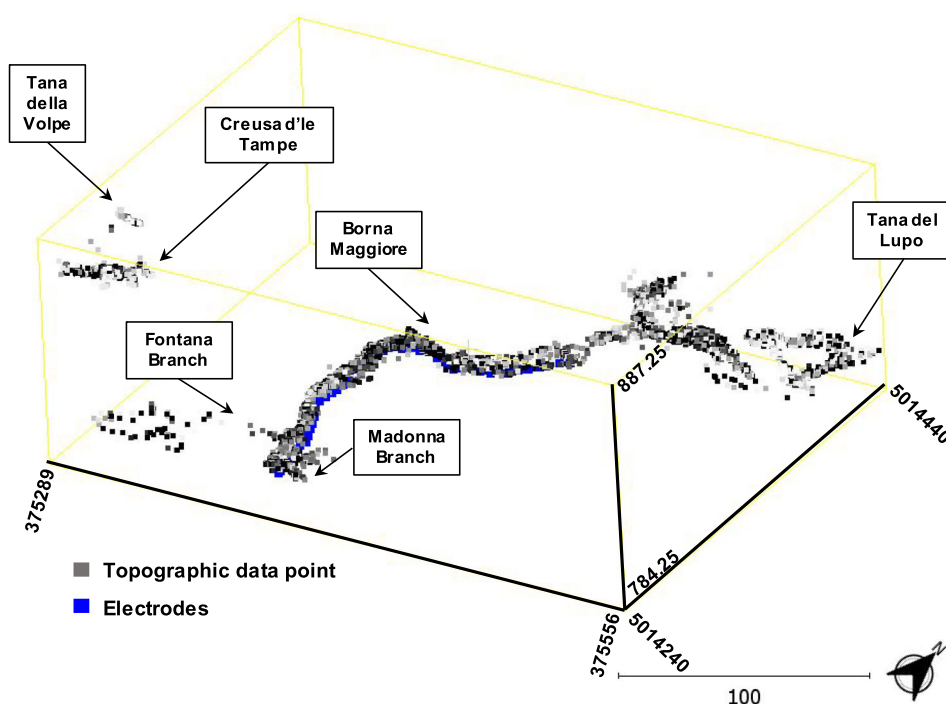 Tana
della
Volpe
Creusa d'le
Tampe
Borna
Maggiore
Tana del
Lupo
Fontana
Branch
Madonna
Branch
887.25
5014440
375289
784.25
375556
5014240
Topographic data point
Electrodes
100
N